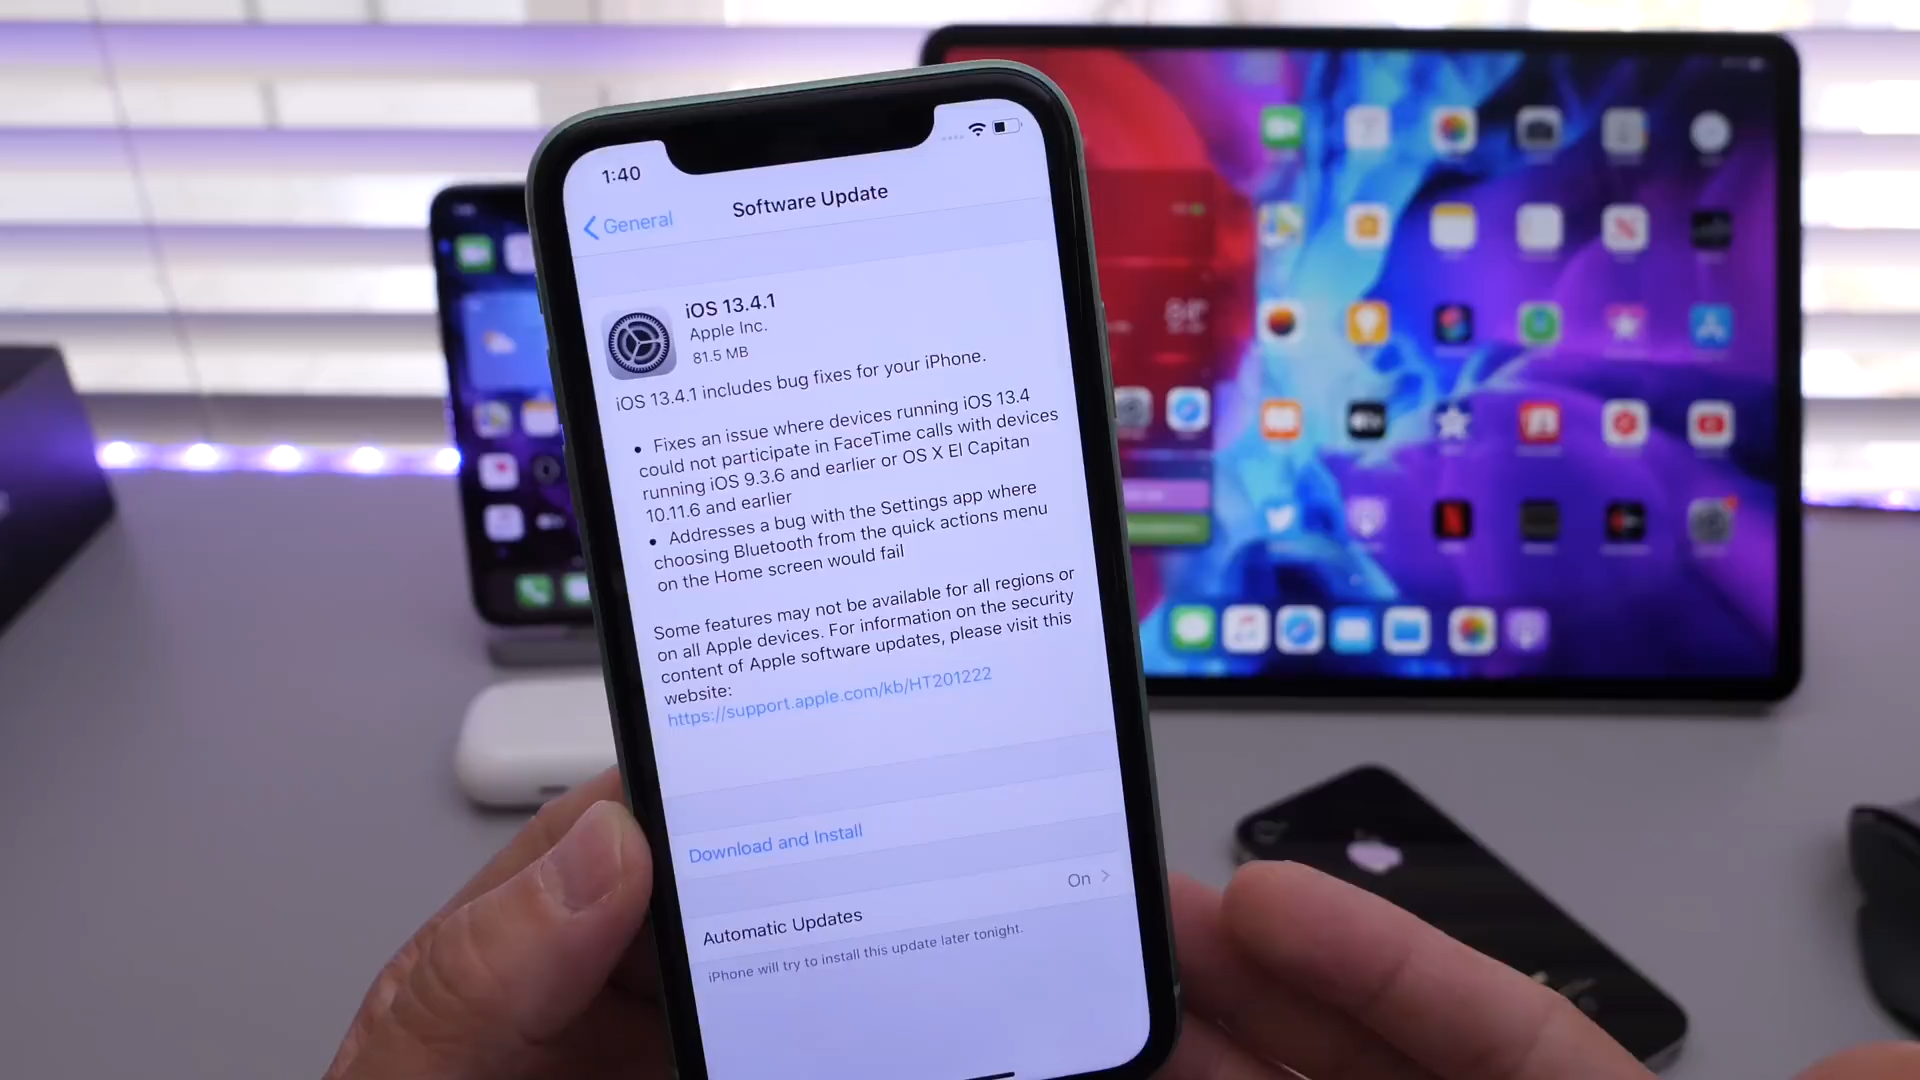 1:40
General
Software Update
iOS 13.4.1
Apple Inc.
81.5 MB
iOS 13.4.1 includes bug fixes for your iPhone.
• Fixes an issue where devices running iOS 13.4
could not participate in FaceTime calls with devices
running iOS 9.3.6 and earlier or OS X El Capitan
10.11.6 and earlier
• Addresses a bug with the Settings app where
choosing Bluetooth from the quick actions menu
on the Home screen would fail
Some features may not be available for all regions or
on all Apple devices. For information on the security
content of Apple software updates, please visit this
website:
https://support.apple.com/kb/HT201222
Download and Install
Automatic Updates
On
iPhone will try to install this update later tonight.